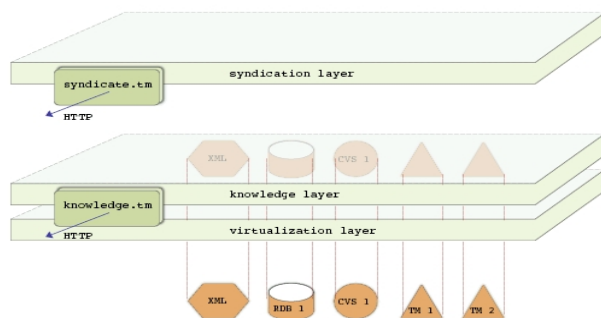 syndication layer
syndicate.tm
HTTP
XML
CVS 1
knowledge layer
knowledge.tm
virtualization layer
HTTP
XML
RDB 1
CVS 1
TM 1
TM 2